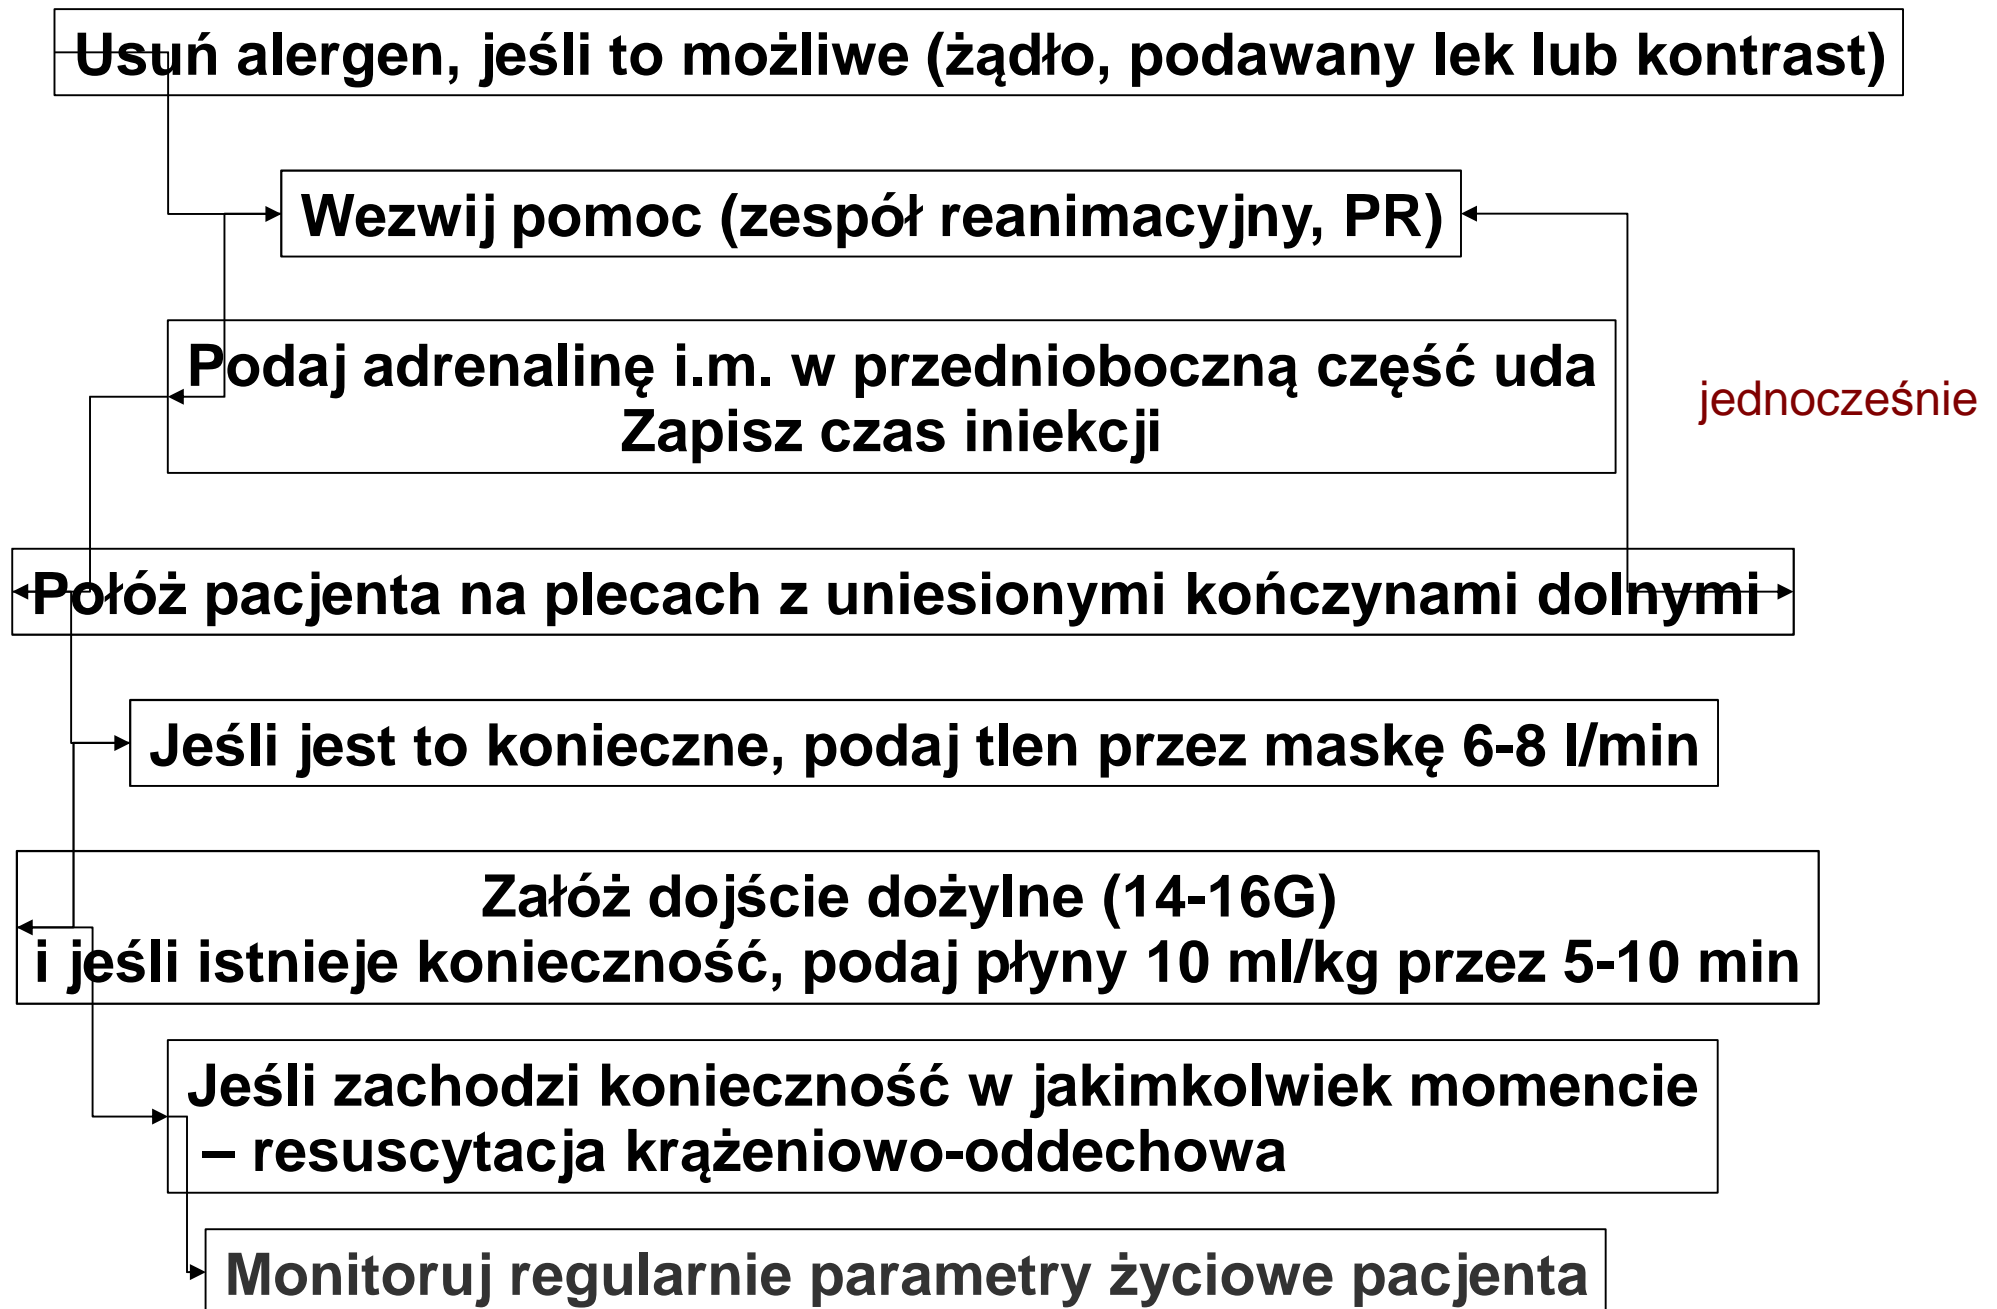 Usuń alergen, jeśli to możliwe (żądło, podawany lek lub kontrast)
Wezwij pomoc (zespół reanimacyjny, PR)
Podaj adrenalinę i.m. w przednioboczną część uda
Zapisz czas iniekcji
jednocześnie
Połóż pacjenta na plecach z uniesionymi kończynami dolnymi
Jeśli jest to konieczne, podaj tlen przez maskę 6-8 l/min
Załóż dojście dożylne (14-16G)
i jeśli istnieje konieczność, podaj płyny 10 ml/kg przez 5-10 min
Jeśli zachodzi konieczność w jakimkolwiek momencie
– resuscytacja krążeniowo-oddechowa
Monitoruj regularnie parametry życiowe pacjenta